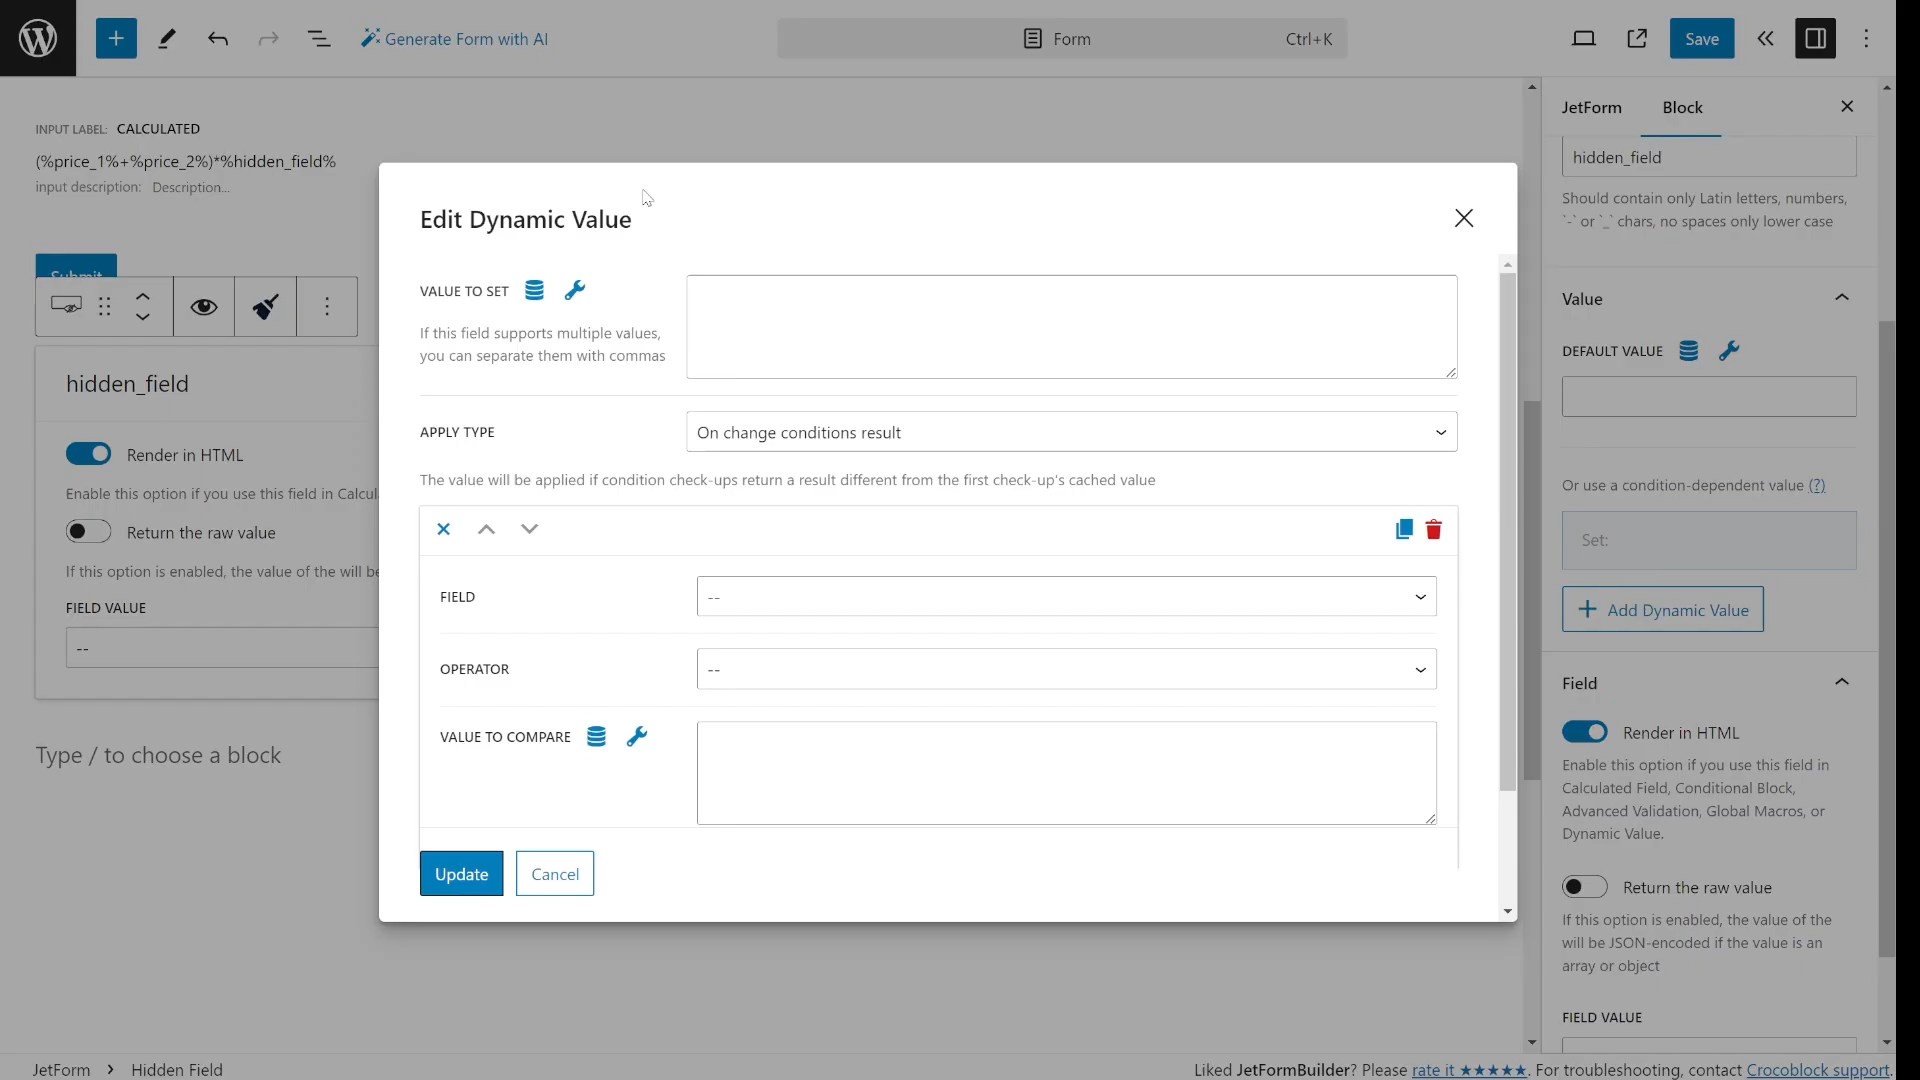 Generate Form with AI
Form
Ctrl+K
Save
INPUT LABEL: CALCULATED
(%price_1%+%price_2%)*%hidden_field%
input description: Description...
Submit
hidden_field
Render in HTML
Enable this option if you use this field in Calcul
Return the raw value
If this option is enabled, the value of the will be
FIELD VALUE
--
Type / to choose a block
Edit Dynamic Value
VALUE TO SET
If this field supports multiple values,
you can separate them with commas
APPLY TYPE
On change conditions result
The value will be applied if condition check-ups return a result different from the first check-up's cached value
FIELD
--
OPERATOR
--
VALUE TO COMPARE
Update
Cancel
JetForm
Block
hidden_field
Should contain only Latin letters, numbers,
`-` or `_` chars, no spaces only lower case
Value
DEFAULT VALUE
Or use a condition-dependent value (?)
Set:
Add Dynamic Value
Field
Render in HTML
Enable this option if you use this field in
Calculated Field, Conditional Block,
Advanced Validation, Global Macros, or
Dynamic Value.
Return the raw value
If this option is enabled, the value of the
will be JSON-encoded if the value is an
array or object
FIELD VALUE
JetForm > Hidden Field
Liked JetFormBuilder? Please rate it ★★★★★. For troubleshooting, contact Crocoblock support.